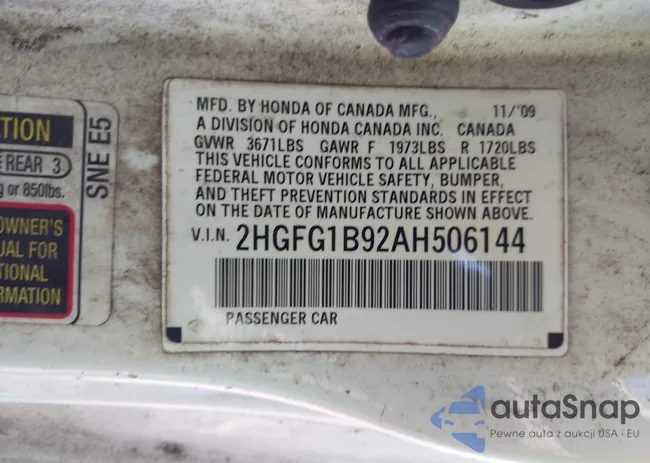 TION
REAR 3
g or 850lbs.
OWNER'S
UAL FOR
TIONAL
RMATION
SNE E5
MFD. BY HONDA OF CANADA MFG., 11/'09
A DIVISION OF HONDA CANADA INC. CANADA
GVWR 3671LBS GAWR F 1973LBS R 1720LBS
THIS VEHICLE CONFORMS TO ALL APPLICABLE
FEDERAL MOTOR VEHICLE SAFETY, BUMPER,
AND THEFT PREVENTION STANDARDS IN EFFECT
ON THE DATE OF MANUFACTURE SHOWN ABOVE.
V.I.N. 2HGFG1B92AH506144
PASSENGER CAR
autaSnap
Pewne auta z aukcji USA i EU